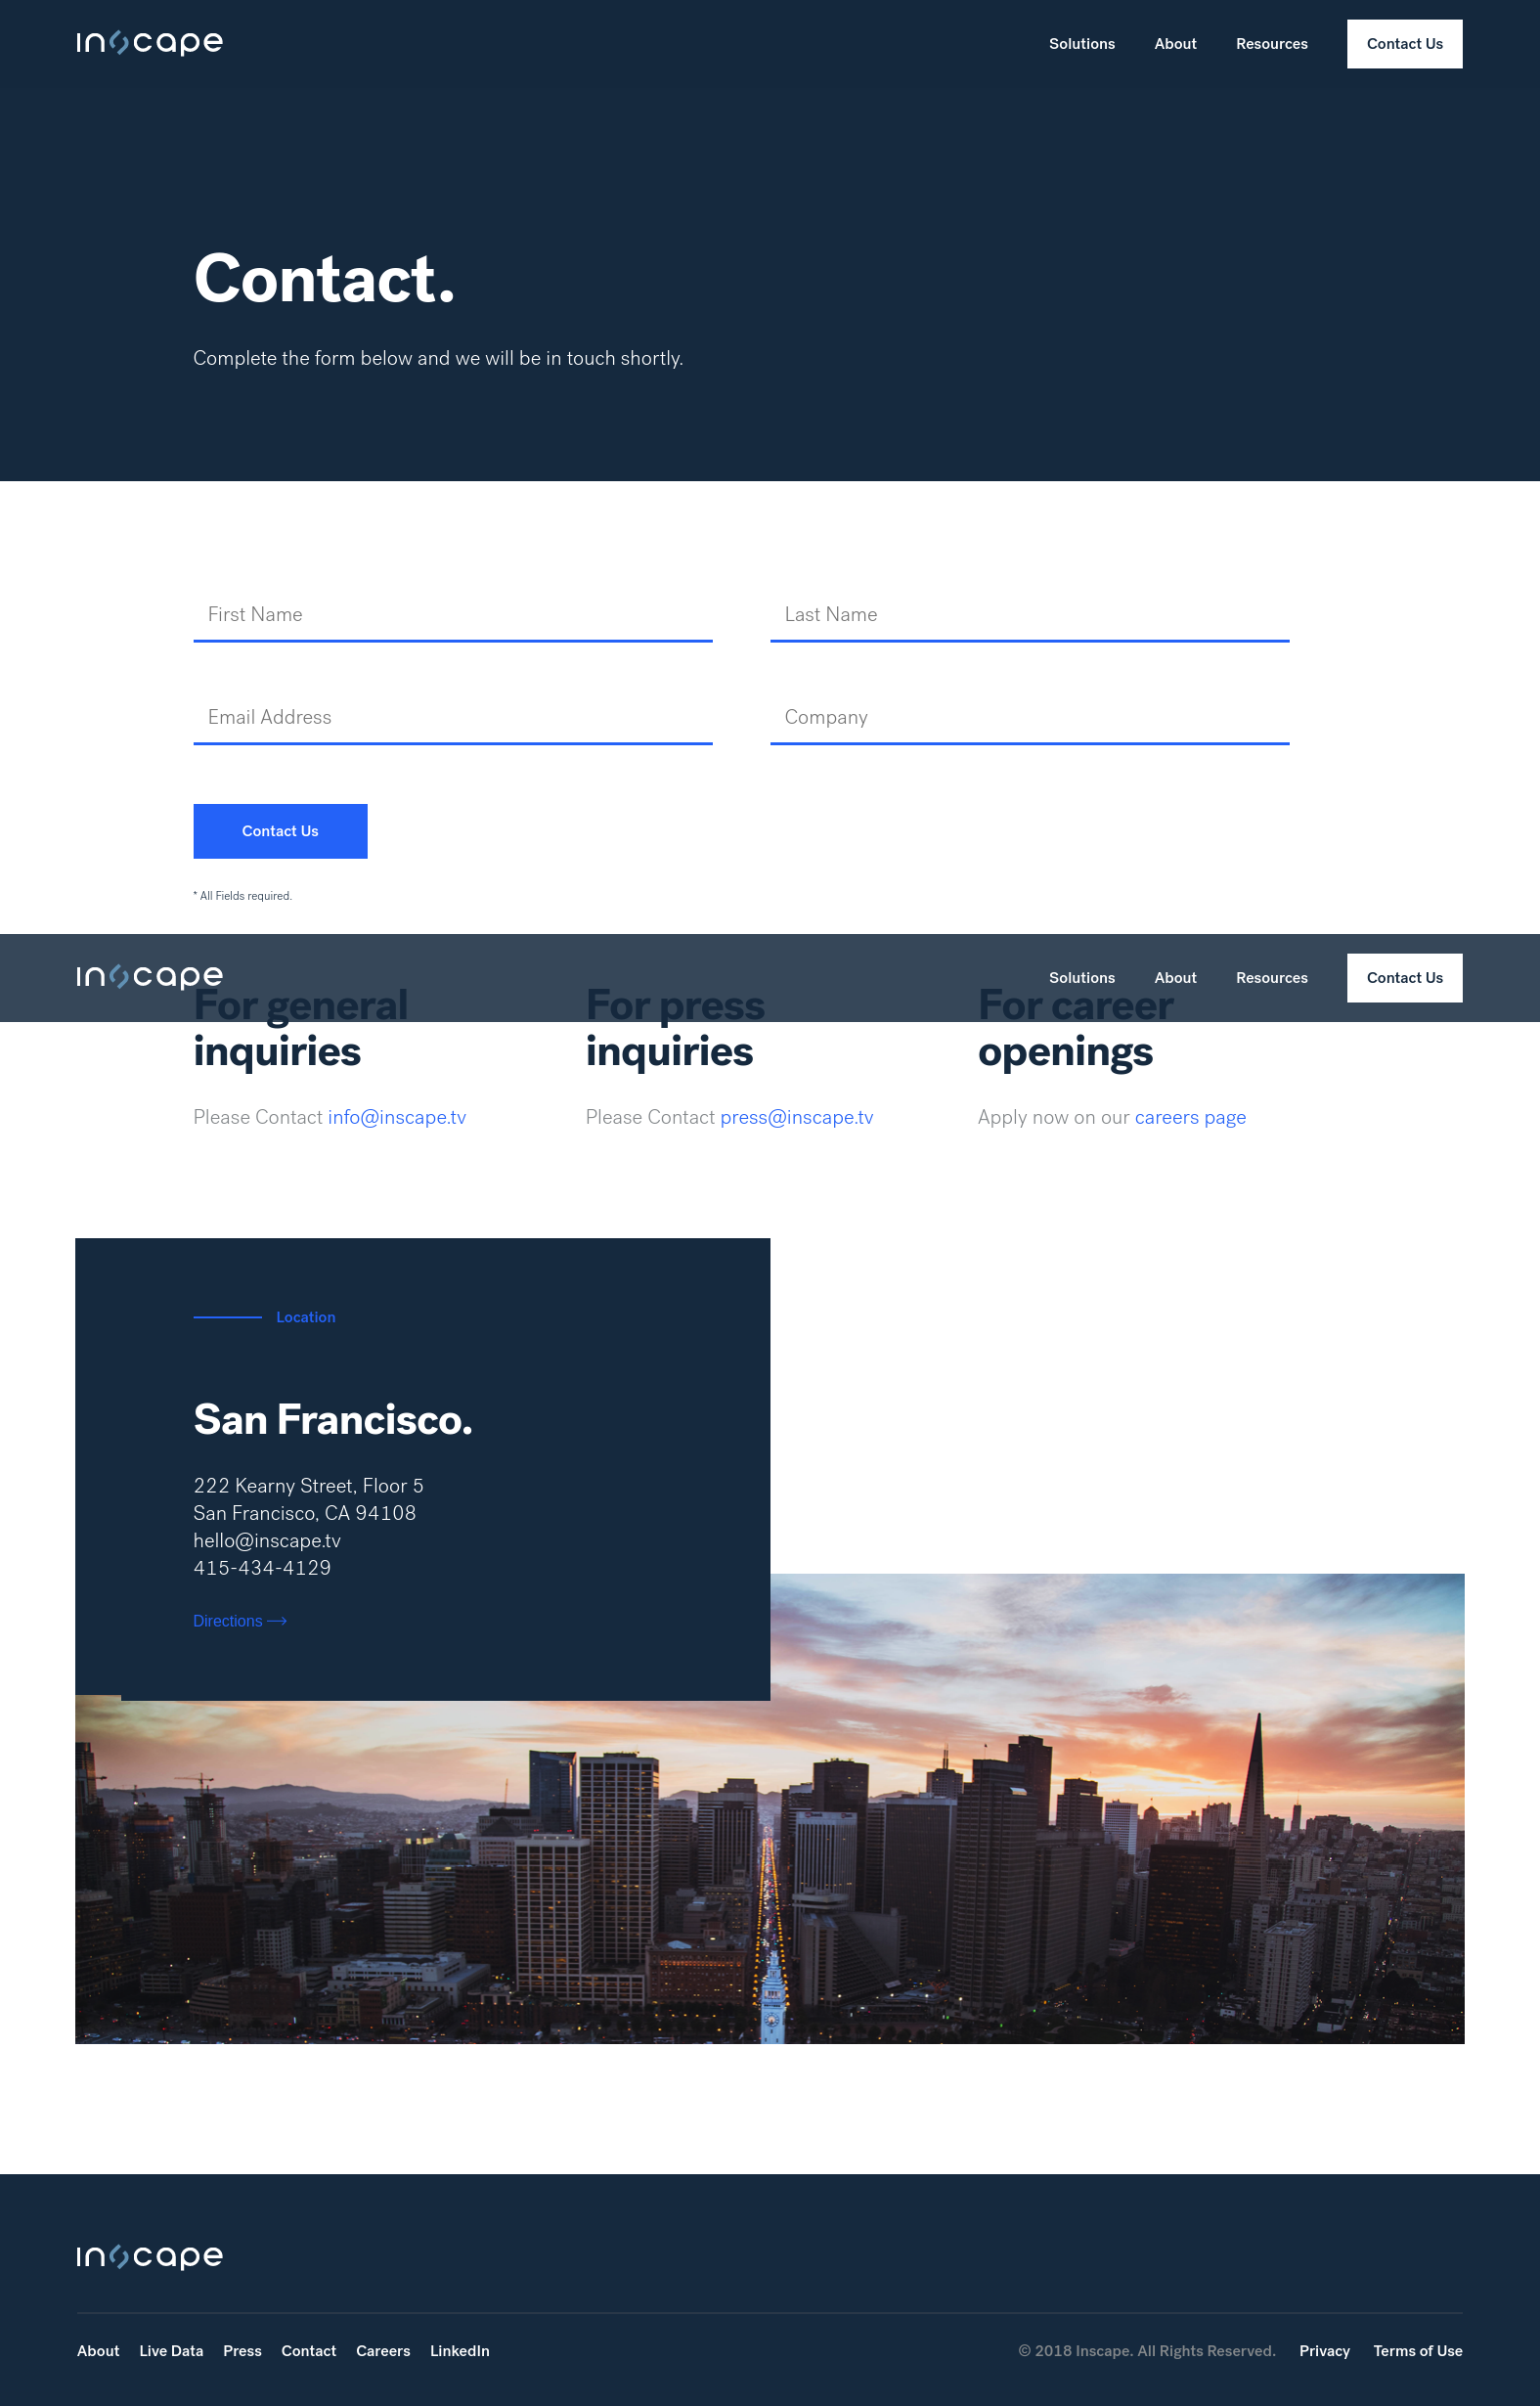 inscape
Solutions About Resources Contact Us
Contact.
Complete the form below and we will be in touch shortly.
First Name Last Name
Email Address Company
Contact Us
* All Fields required.
inscape
Solutions About Resources Contact Us
For general
inquiries
Please Contact info@inscape.tv
For press
inquiries
Please Contact press@inscape.tv
For career
openings
Apply now on our careers page
Location
San Francisco.
222 Kearny Street, Floor 5
San Francisco, CA 94108
hello@inscape.tv
415-434-4129
Directions
inscape
About Live Data Press Contact Careers LinkedIn
© 2018 Inscape. All Rights Reserved. Privacy Terms of Use